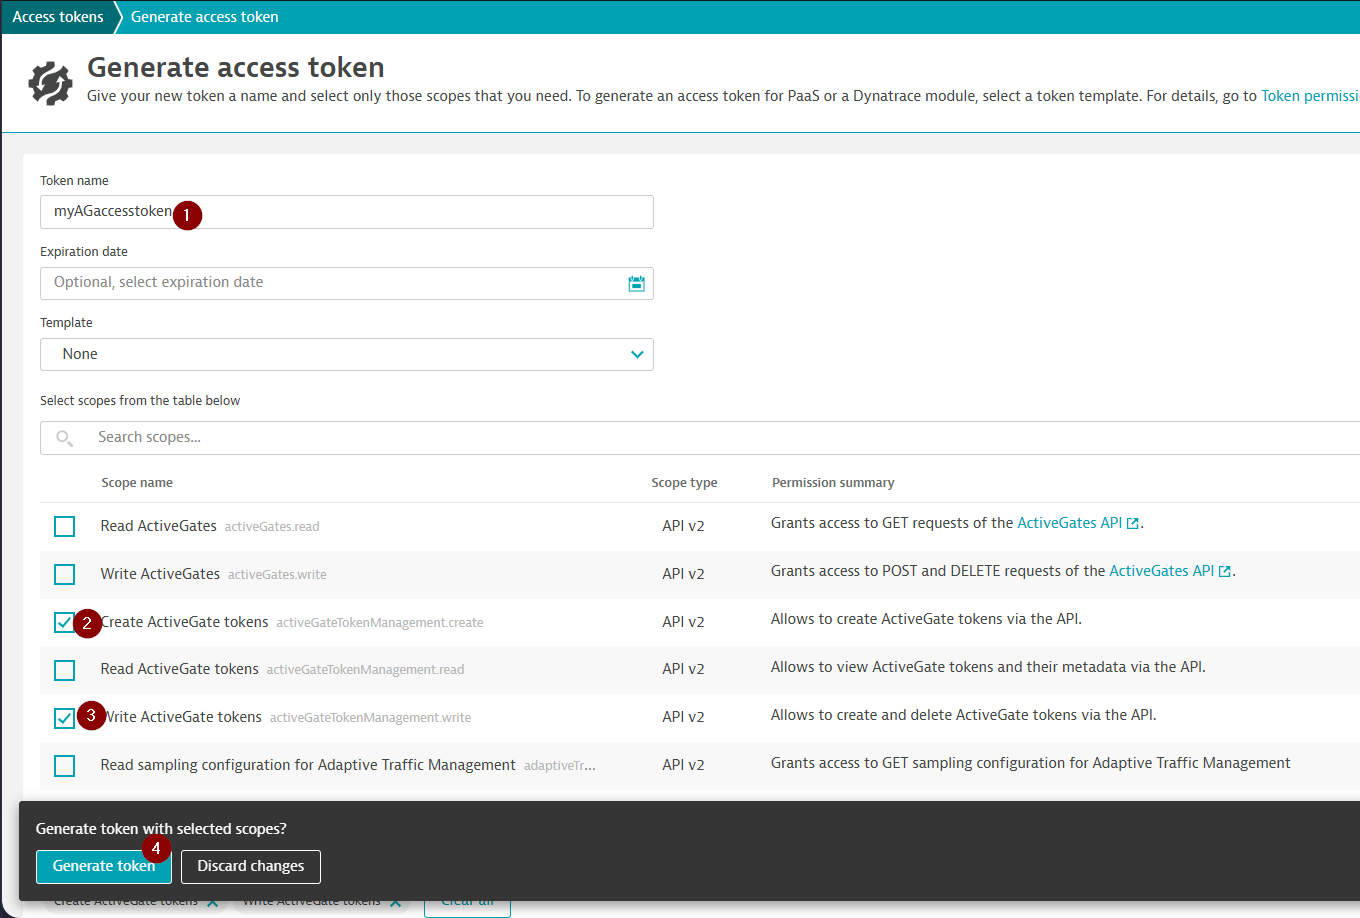 Access tokens Generate access token
Generate access token
Give your new token a name and select only those scopes that you need. To generate an access token for PaaS or a Dynatrace module, select a token template. For details, go to Token permissi
Token name
myAGaccesstoken 1
Expiration date
Optional, select expiration date
Template
None
Select scopes from the table below
Search scopes...
Scope name Scope type Permission summary
Read ActiveGates activeGates.read API v2 Grants access to GET requests of the ActiveGates API.
Write ActiveGates activeGates.write API v2 Grants access to POST and DELETE requests of the ActiveGates API.
2 Create ActiveGate tokens activeGateTokenManagement.create API v2 Allows to create ActiveGate tokens via the API.
Read ActiveGate tokens activeGateTokenManagement.read API v2 Allows to view ActiveGate tokens and their metadata via the API.
3 Write ActiveGate tokens activeGateTokenManagement.write API v2 Allows to create and delete ActiveGate tokens via the API.
Read sampling configuration for Adaptive Traffic Management adaptiveTr... API v2 Grants access to GET sampling configuration for Adaptive Traffic Management
Generate token with selected scopes?
4
Generate token Discard changes
Create ActiveGate tokens Write ActiveGate tokens Clear all